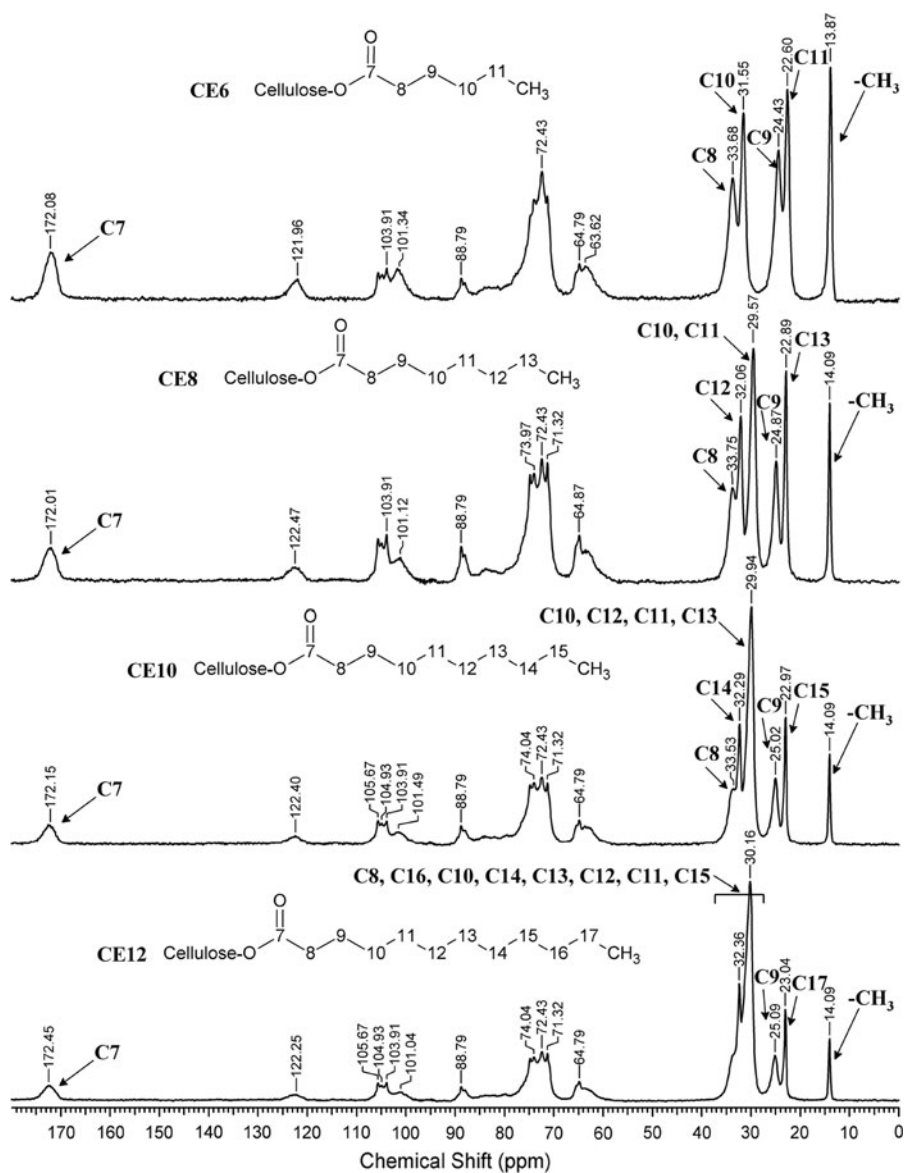 O
7 9 11
CE6 Cellulose-O 8 10 CH3
C7
172.08
121.96
103.91
101.34
88.79
72.43
64.79
63.62
C8
33.68
C10
31.55
C9
24.43
22.60
C11
13.87
-CH3
O
7 9 11 13
CE8 Cellulose-O 8 10 12 CH3
C7
172.01
122.47
103.91
101.12
88.79
73.97
72.43
71.32
64.87
C8
33.75
C12
32.06
C10, C11
29.57
C9
24.87
22.89
C13
14.09
-CH3
O
7 9 11 13 15
CE10 Cellulose-O 8 10 12 14 CH3
C7
172.15
122.40
105.67
104.93
103.91
101.49
88.79
74.04
72.43
71.32
64.79
C8
33.53
C14
32.29
C10, C12, C11, C13
29.94
C9
25.02
22.97
C15
14.09
-CH3
O
7 9 11 13 15 17
CE12 Cellulose-O 8 10 12 14 16 CH3
C7
172.45
122.25
105.67
104.93
103.91
101.04
88.79
74.04
72.43
71.32
64.79
C8, C16, C10, C14, C13, C12, C11, C15
32.36
30.16
C9
25.09
23.04
C17
14.09
-CH3
170 160 150 140 130 120 110 100 90 80 70 60 50 40 30 20 10 0
Chemical Shift (ppm)